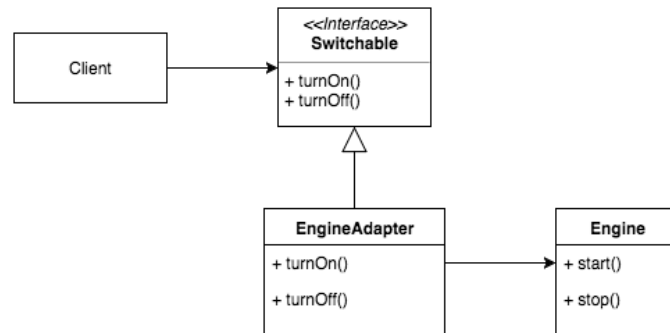 <<Interface>>
Switchable
Client
+ turnOn()
+ turnOff()
EngineAdapter
+ turnOn()
+ turnOff()
Engine
+ start()
+ stop()